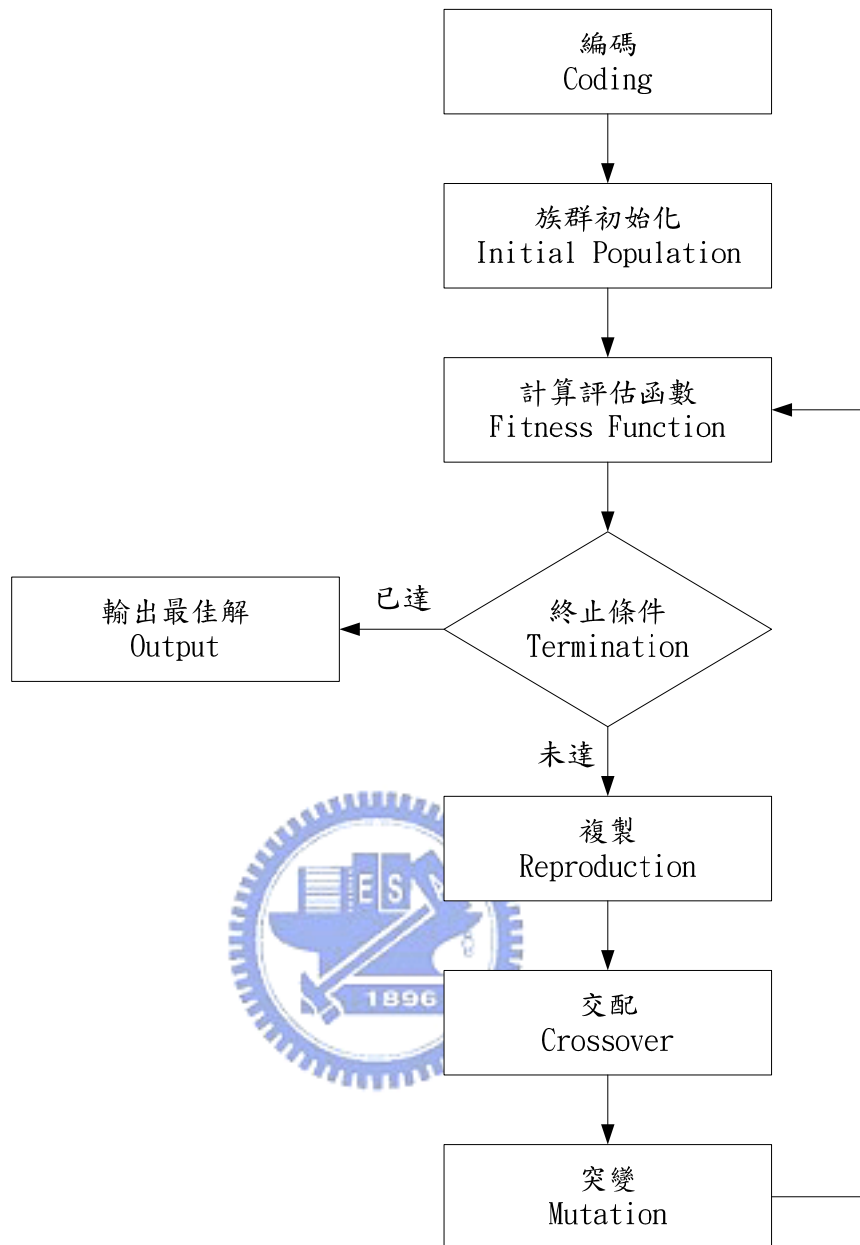 編碼
Coding
族群初始化
Initial Population
計算評估函數
Fitness Function
終止條件
Termination
已達
輸出最佳解
Output
未達
複製
Reproduction
ES
1896
交配
Crossover
突變
Mutation